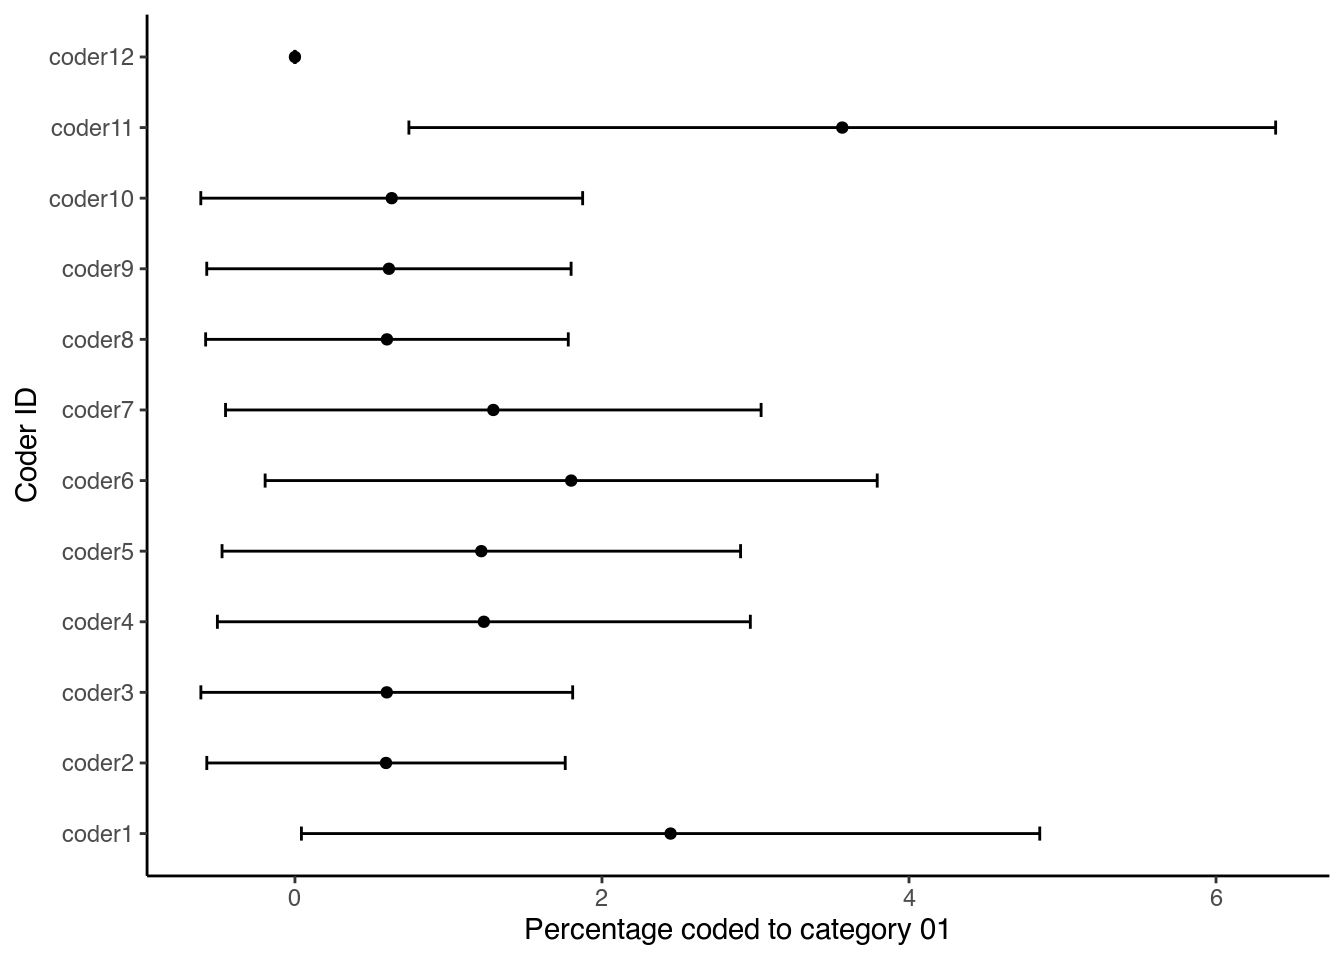 coder12
coder11
coder10
coder9
coder8
coder7
coder6
coder5
coder4
coder3
coder2
coder1
Coder ID
0 2 4 6
Percentage coded to category 01